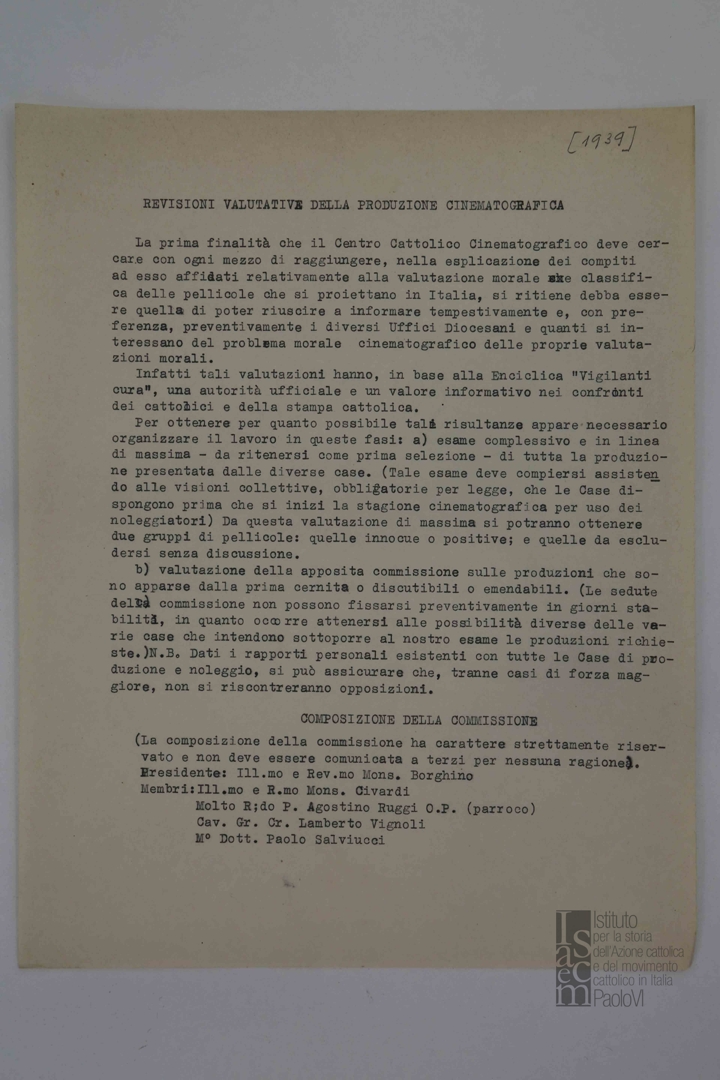 [1939]
REVISIONI VALUTATIVE DELLA PRODUZIONE CINEMATOGRAFICA
La prima finalità che il Centro Cattolico Cinematografico deve cer-
care con ogni mezzo di raggiungere, nella esplicazione dei compiti
ad esso affidati relativamente alla valutazione morale e classifi-
ca delle pellicole che si proiettano in Italia, si ritiene debba esse-
re quella di poter riuscire a informare tempestivamente e, con pre-
ferenza, preventivamente i diversi Uffici Diocesani e quanti si in-
teressano del problema morale cinematografico delle proprie valuta-
zioni morali.
Infatti tali valutazioni hanno, in base alla Enciclica "Vigilanti
cura", una autorità ufficiale e un valore informativo nei confronti
dei cattolici e della stampa cattolica.
Per ottenere per quanto possibile tali risultanze appare necessario
organizzare il lavoro in queste fasi: a) esame complessivo e in linea
di massima - da ritenersi come prima selezione - di tutta la produzio-
ne presentata dalle diverse case. (Tale esame deve compiersi assisten
do alle visioni collettive, obbligatorie per legge, che le Case di-
spongono prima che si inizi la stagione cinematografica per uso dei
noleggiatori) Da questa valutazione di massima si potranno ottenere
due gruppi di pellicole: quelle innocue o positive; e quelle da esclu-
dersi senza discussione.
b) valutazione della apposita commissione sulle produzioni che so-
no apparse dalla prima cernita o discutibili o emendabili. (Le sedute
della commissione non possono fissarsi preventivamente in giorni sta-
bilità, in quanto occorre attenersi alle possibilità diverse delle va-
rie case che intendono sottoporre al nostro esame le produzioni richie-
ste.)N.B. Dati i rapporti personali esistenti con tutte le Case di pro-
duzione e noleggio, si può assicurare che, tranne casi di forza mag-
giore, non si riscontreranno opposizioni.
COMPOSIZIONE DELLA COMMISSIONE
(La composizione della commissione ha carattere strettamente riser-
vato e non deve essere comunicata a terzi per nessuna ragione).
Presidente: Ill.mo e Rev.mo Mons. Borghino
Membri:Ill.mo e R.mo Mons. Civardi
Molto R;do P. Agostino Ruggi O.P. (parroco)
Cav. Gr. Cr. Lamberto Vignoli
M° Dott. Paolo Salviucci
Isacem
Istituto
per la storia
dell'Azione cattolica
e del movimento
cattolico in Italia
PaoloVI